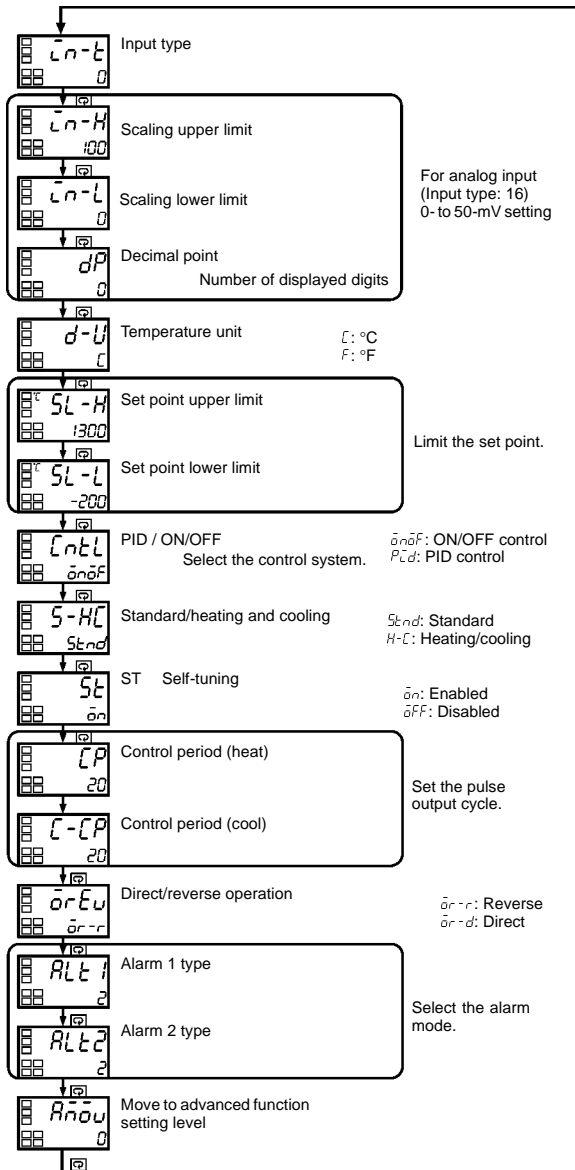 in-t
0
Input type
in-H
100
Scaling upper limit
in-L
0
Scaling lower limit
For analog input
(Input type: 16)
0- to 50-mV setting
dP
0
Decimal point
Number of displayed digits
d-U
C
Temperature unit
C: °C
F: °F
℃
SL-H
1300
Set point upper limit
Limit the set point.
℃
SL-L
-200
Set point lower limit
CntL
onoF
PID / ON/OFF
Select the control system.
onoF: ON/OFF control
Pid: PID control
S-HC
Stnd
Standard/heating and cooling
Stnd: Standard
H-C: Heating/cooling
St
on
ST Self-tuning
on: Enabled
oFF: Disabled
CP
20
Control period (heat)
Set the pulse
output cycle.
C-CP
20
Control period (cool)
orEv
or-r
Direct/reverse operation
or-r: Reverse
or-d: Direct
ALt1
2
Alarm 1 type
Select the alarm
mode.
ALt2
2
Alarm 2 type
Amov
0
Move to advanced function
setting level